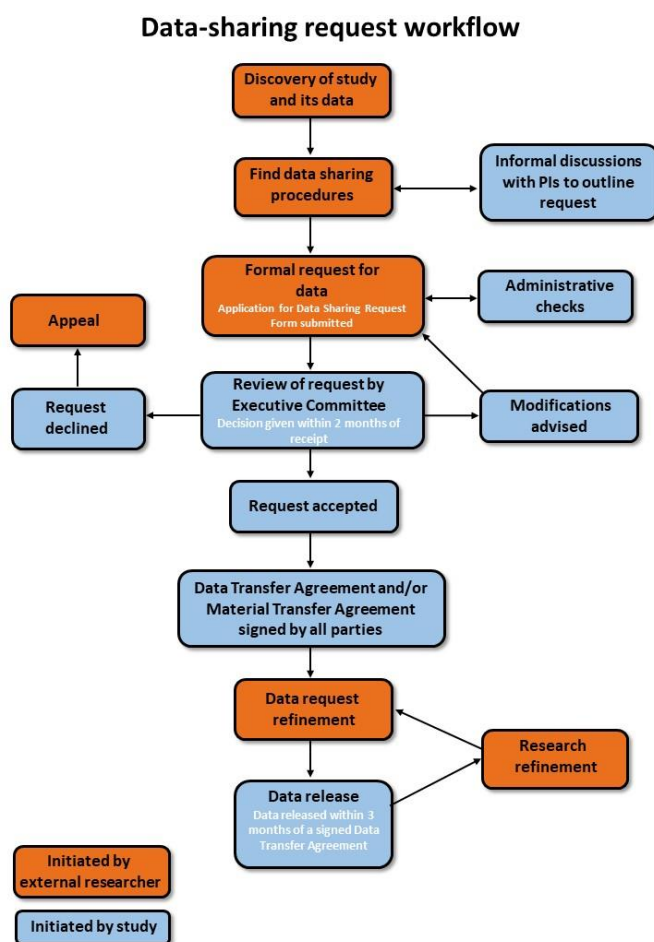 Data-sharing request workflow
Discovery of study
and its data
Find data sharing
procedures
Informal discussions
with PIs to outline
request
Formal request for
data
Application for Data Sharing Request
Form submitted
Administrative
checks
Appeal
Request
declined
Review of request by
Executive Committee
Decision given within 2 months of
receipt
Modifications
advised
Request accepted
Data Transfer Agreement and/or
Material Transfer Agreement
signed by all parties
Data request
refinement
Research
refinement
Data release
Data released within 3
months of a signed Data
Transfer Agreement
Initiated by
external researcher
Initiated by study